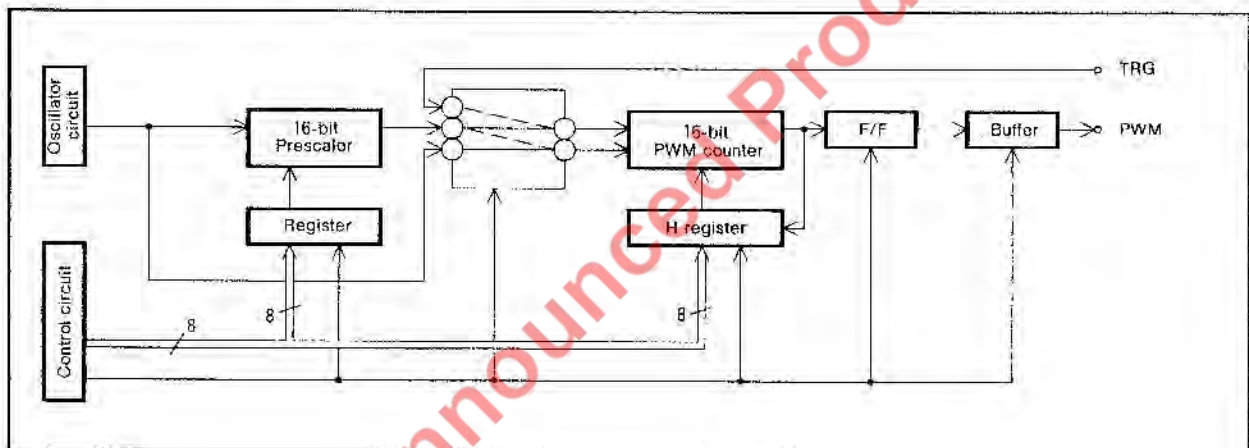 TRG
Oscillator
circuit
16-bit
Prescaler
16-bit
PWM counter
F/F
Buffer
PWM
Register
H register
Control circuit
8
8
8
nnounced Prod